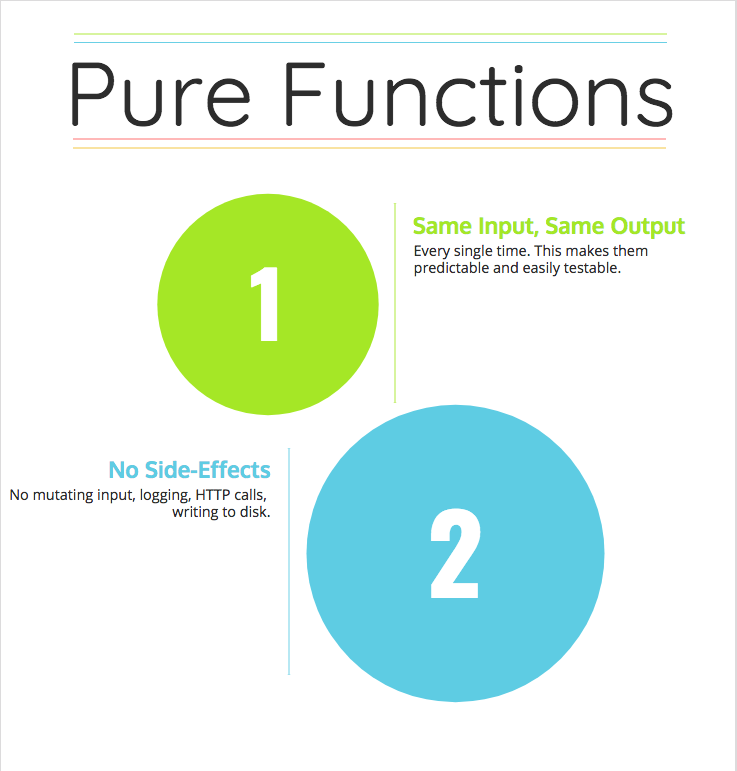 Pure Functions
1
Same Input, Same Output
Every single time. This makes them
predictable and easily testable.
No Side-Effects
No mutating input, logging, HTTP calls,
writing to disk.
2